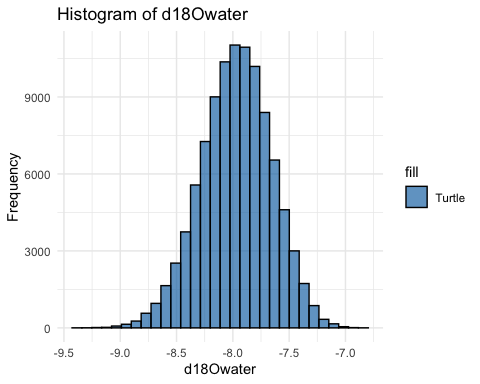 Histogram of d18Owater
Frequency
9000
6000
3000
0
-9.5 -9.0 -8.5 -8.0 -7.5 -7.0
d18Owater
fill
Turtle